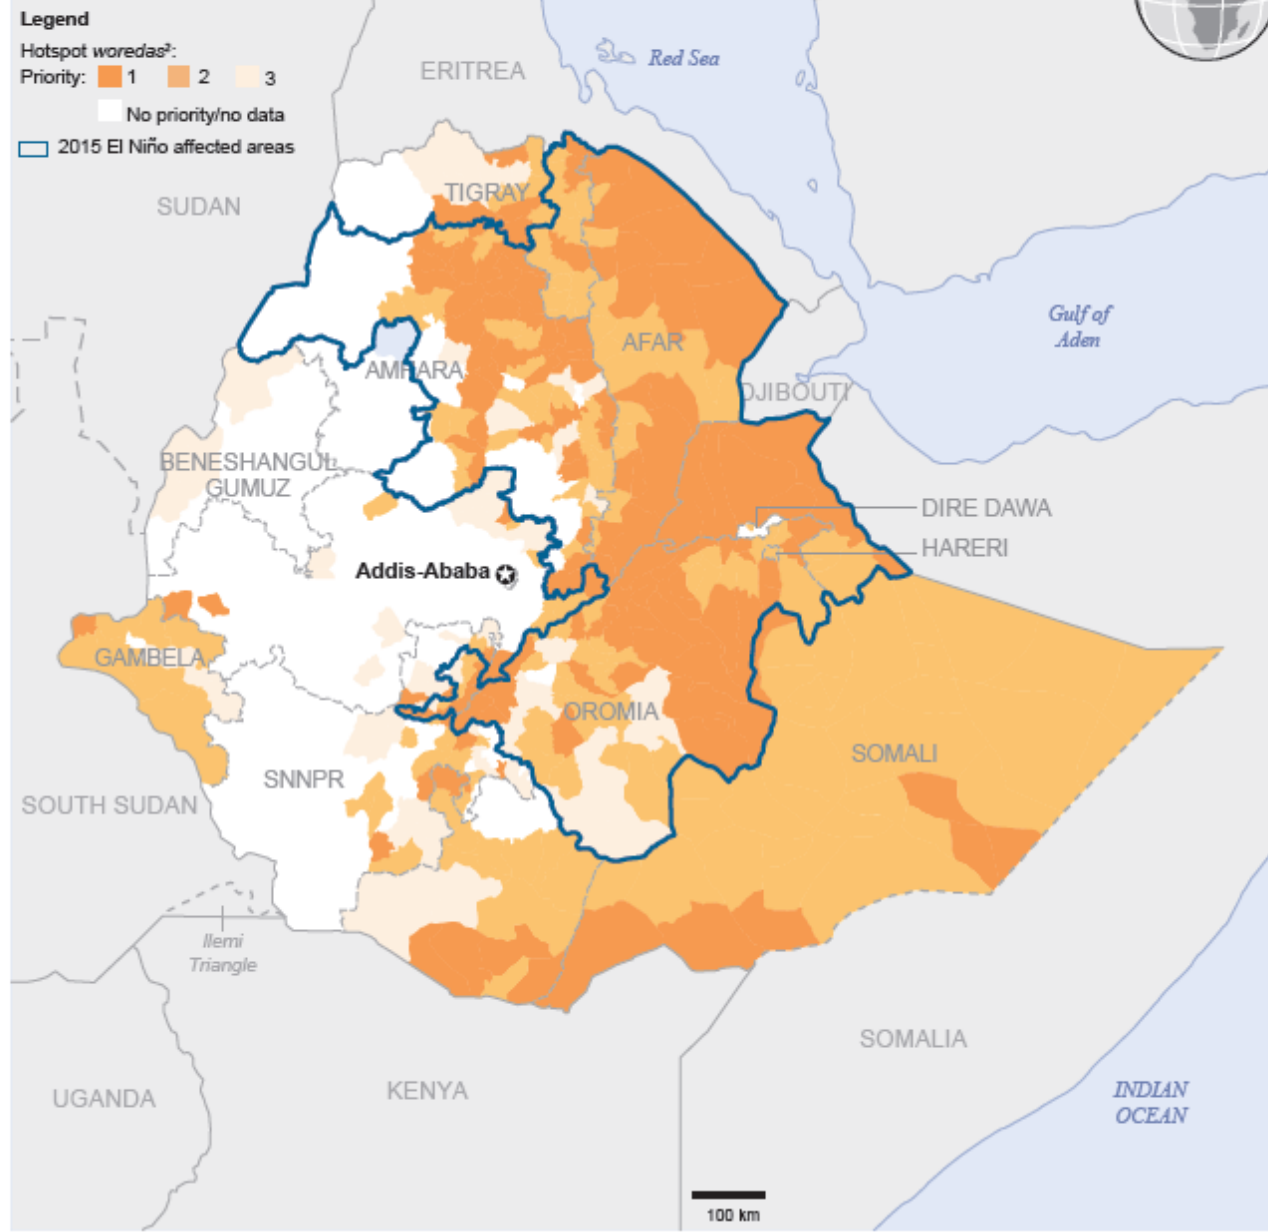 Legend
Hotspot woredas²:
Priority: 1 2 3
No priority/no data
2015 El Niño affected areas
ERITREA
Red Sea
SUDAN
TIGRAY
Gulf of
Aden
AFAR
AMHARA
DJIBOUTI
BENESHANGUL
GUMUZ
DIRE DAWA
HARERI
Addis-Ababa
GAMBELA
OROMIA
SOMALI
SNNPR
SOUTH SUDAN
Ilemi
Triangle
SOMALIA
UGANDA
KENYA
INDIAN
OCEAN
100 km